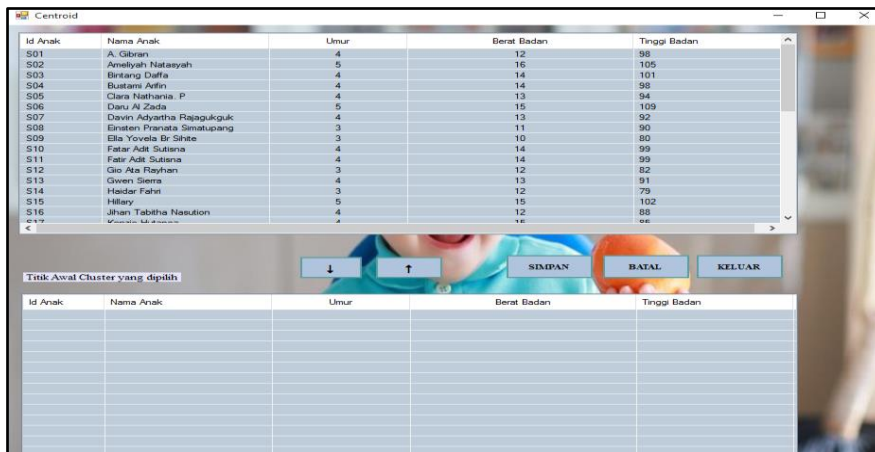 Centroid
Id Anak Nama Anak Umur Berat Badan Tinggi Badan
S01 A. Gibran 4 12 98
S02 Ameliyah Natasyah 5 16 105
S03 Bintang Daffa 4 14 101
S04 Bustami Arifin 4 14 98
S05 Clara Nathania. P 4 13 94
S06 Daru Al Zada 5 15 109
S07 Davin Adyartha Rajagukguk 4 13 92
S08 Einsten Pranata Simatupang 3 11 90
S09 Ella Yovela Br Sihite 3 10 80
S10 Fatar Adit Sutisna 4 14 99
S11 Fatir Adit Sutisna 4 14 99
S12 Gio Ata Rayhan 3 12 82
S13 Gwen Sierra 4 13 91
S14 Haidar Fahri 3 12 79
S15 Hillary 5 15 102
S16 Jihan Tabitha Nasution 4 12 88
S17 4 15
↓ ↑ SIMPAN BATAL KELUAR
Titik Awal Cluster yang dipilih
Id Anak Nama Anak Umur Berat Badan Tinggi Badan